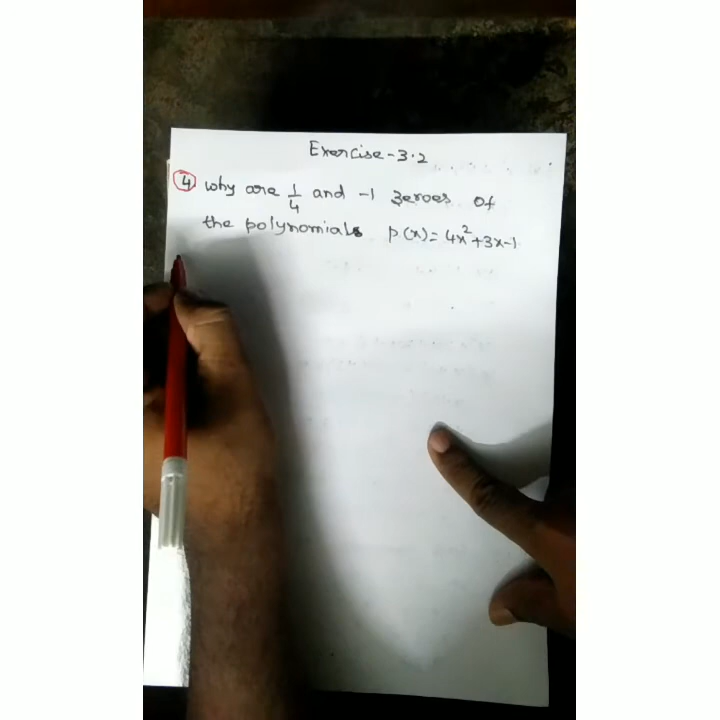 Exercise-3.2
4. Why are 1/4 and -1 zeroes of
the polynomials p(x)= 4x²+3x-1